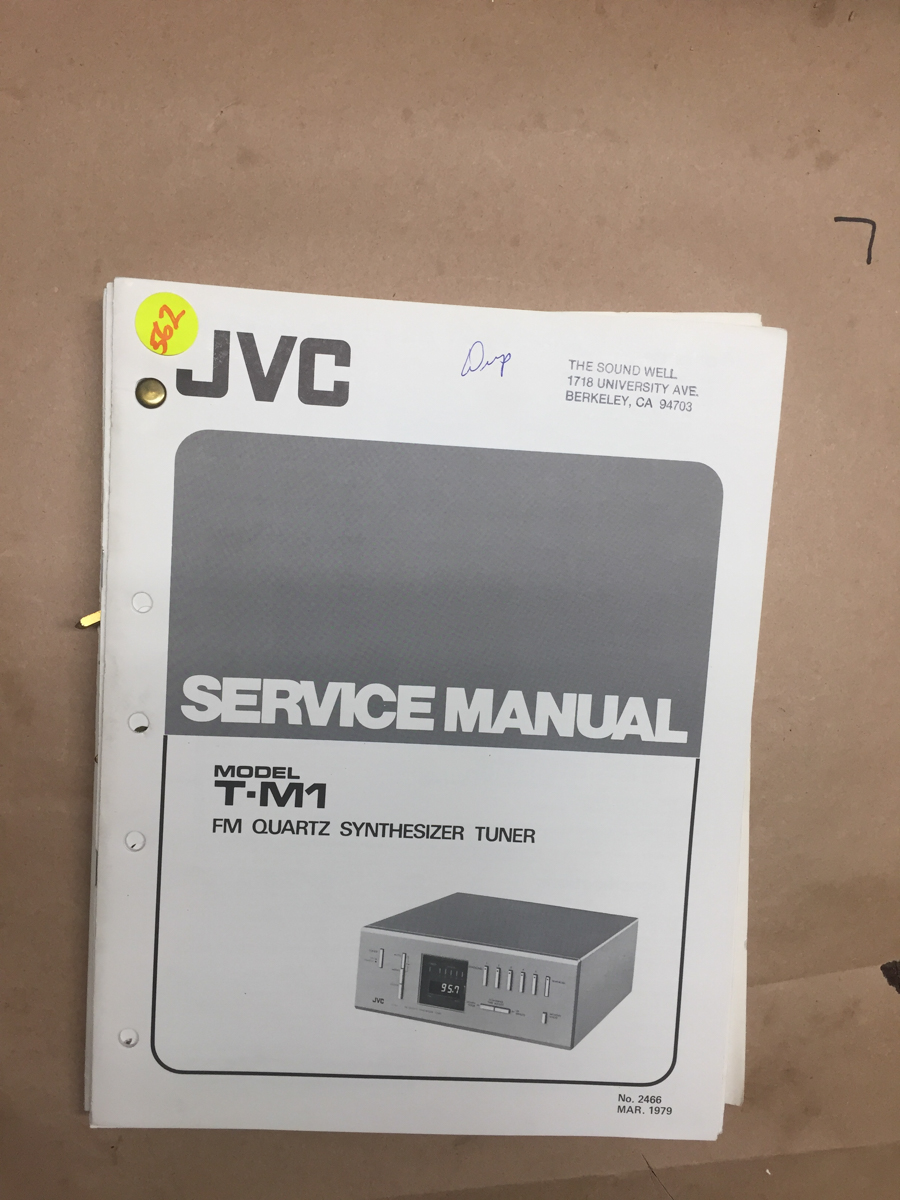 562
JVC
Dup
THE SOUND WELL
1718 UNIVERSITY AVE.
BERKELEY, CA 94703
SERVICE MANUAL
MODEL
T-M1
FM QUARTZ SYNTHESIZER TUNER
95.7
JVC
No. 2466
MAR. 1979